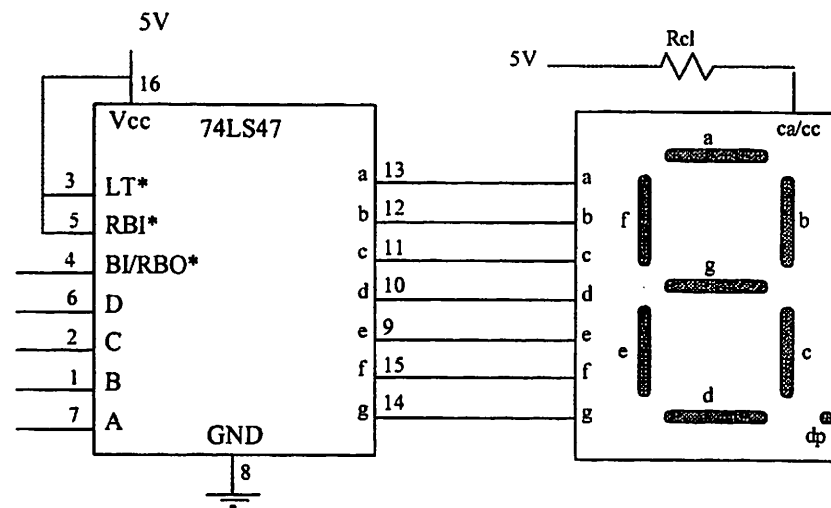 5V
16
Vcc
74LS47
3 LT*
5 RBI*
4 BI/RBO*
6 D
2 C
1 B
7 A
GND
8
a 13
b 12
c 11
d 10
e 9
f 15
g 14
5V
Rcl
ca/cc
a
b
c
d
e
f
g
a
f
b
g
e
c
d
dp